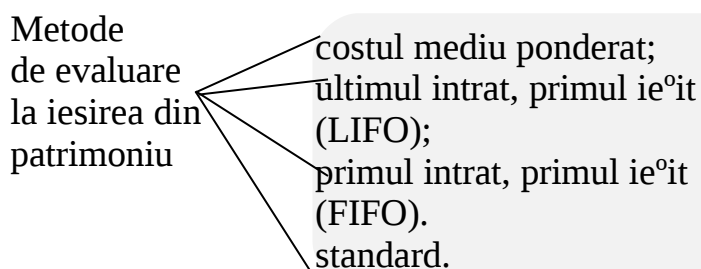 Metode
de evaluare
la iesirea din
patrimoniu
costul mediu ponderat;
ultimul intrat, primul ieºit
(LIFO);
primul intrat, primul ieºit
(FIFO).
standard.